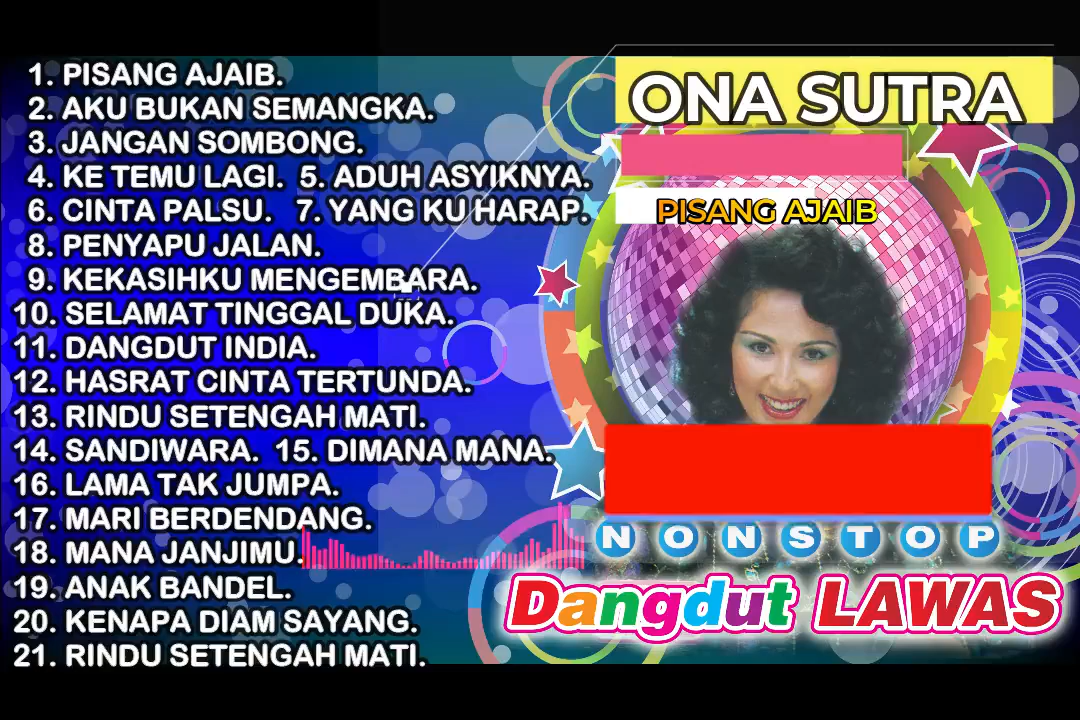 1. PISANG AJAIB.
2. AKU BUKAN SEMANGKA.
3. JANGAN SOMBONG.
4. KE TEMU LAGI. 5. ADUH ASYIKNYA.
6. CINTA PALSU. 7. YANG KU HARAP.
8. PENYAPU JALAN.
9. KEKASIHKU MENGEMBARA.
10. SELAMAT TINGGAL DUKA.
11. DANGDUT INDIA.
12. HASRAT CINTA TERTUNDA.
13. RINDU SETENGAH MATI.
14. SANDIWARA. 15. DIMANA MANA.
16. LAMA TAK JUMPA.
17. MARI BERDENDANG.
18. MANA JANJIMU.
19. ANAK BANDEL.
20. KENAPA DIAM SAYANG.
21. RINDU SETENGAH MATI.
ONA SUTRA
PISANG AJAIB
NONSTOP
Dangdut LAWAS